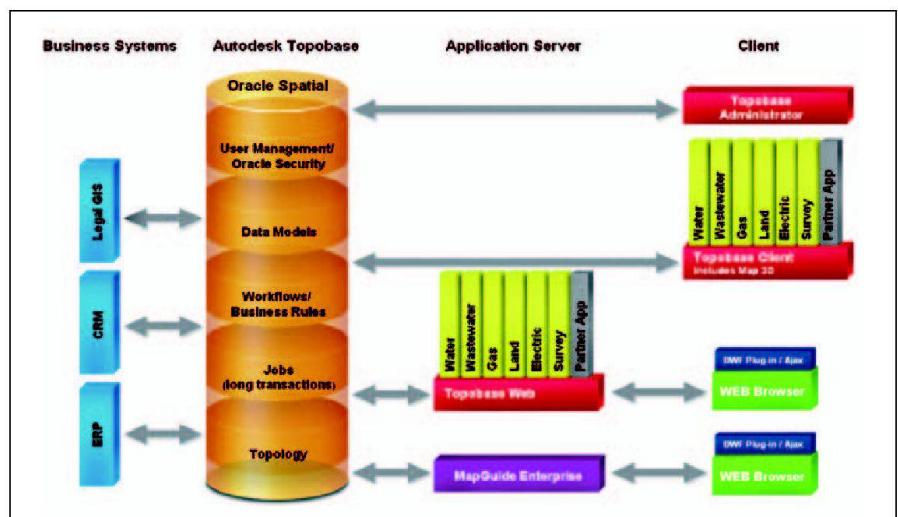 Business Systems
Autodesk Topobase
Application Server
Client
Oracle Spatial
User Management/
Oracle Security
Data Models
Workflows/
Business Rules
Jobs
(long transactions)
Topology
Legal GIS
CRM
ERP
Topobase
Administrator
Water
Wastewater
Gas
Land
Electric
Survey
Partner App
Topobase Client
Includes Map 3D
Water
Wastewater
Gas
Land
Electric
Survey
Partner App
Topobase Web
DWF Plug-in / Ajax
WEB Browser
MapGuide Enterprise
DWF Plug-in / Ajax
WEB Browser